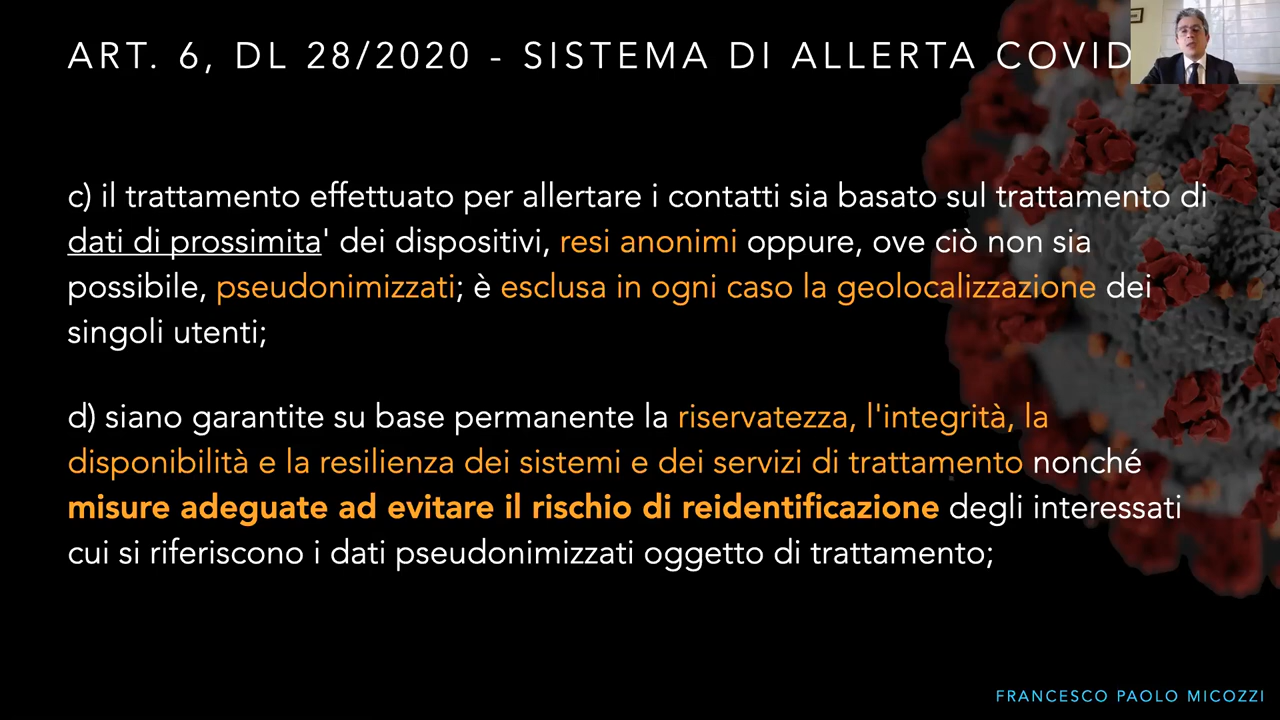 ART. 6, DL 28/2020 - SISTEMA DI ALLERTA COVID
c) il trattamento effettuato per allertare i contatti sia basato sul trattamento di
dati di prossimita' dei dispositivi, resi anonimi oppure, ove ciò non sia
possibile, pseudonimizzati; è esclusa in ogni caso la geolocalizzazione dei
singoli utenti;
d) siano garantite su base permanente la riservatezza, l'integrità, la
disponibilità e la resilienza dei sistemi e dei servizi di trattamento nonché
misure adeguate ad evitare il rischio di reidentificazione degli interessati
cui si riferiscono i dati pseudonimizzati oggetto di trattamento;
FRANCESCO PAOLO MICOZZI